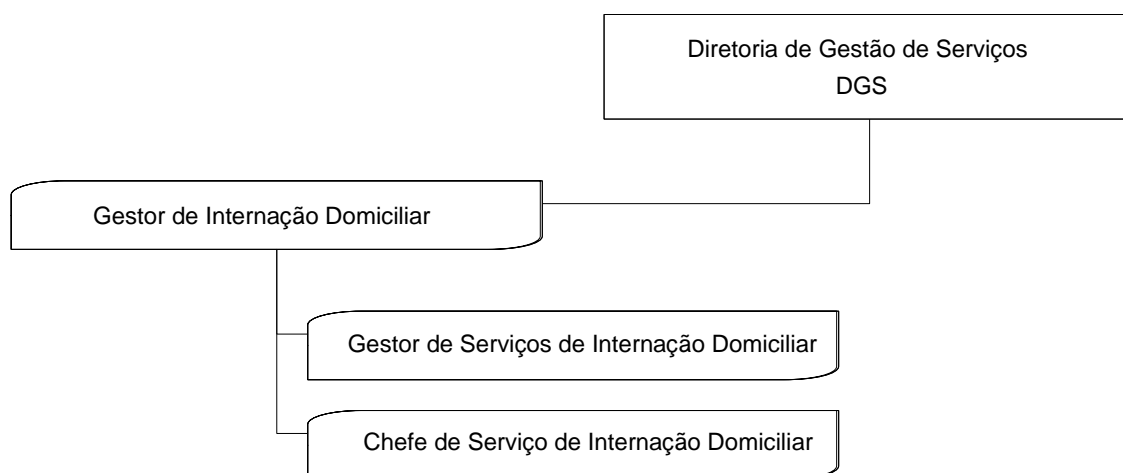 Diretoria de Gestão de Serviços
DGS
Gestor de Internação Domiciliar
Gestor de Serviços de Internação Domiciliar
Chefe de Serviço de Internação Domiciliar